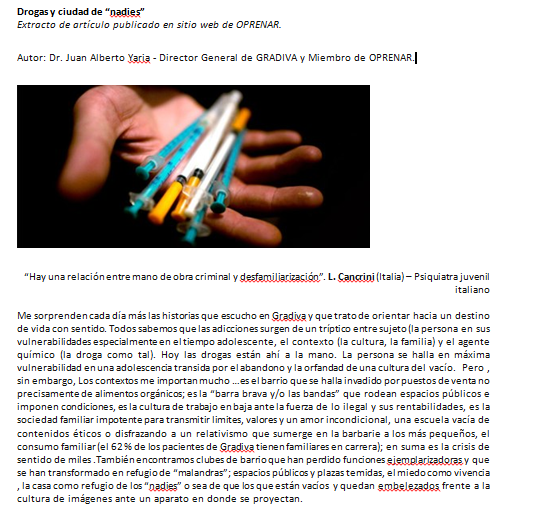 Drogas y ciudad de “nadies”
Extracto de artículo publicado en sitio web de OPRENAR.
Autor: Dr. Juan Alberto Yaria - Director General de GRADIVA y Miembro de OPRENAR.
“Hay una relación entre mano de obra criminal y desfamiliarización”. L. Cancrini (Italia) – Psiquiatra juvenil
italiano
Me sorprenden cada día más las historias que escucho en Gradiva y que trato de orientar hacia un destino
de vida con sentido. Todos sabemos que las adicciones surgen de un tríptico entre sujeto (la persona en sus
vulnerabilidades especialmente en el tiempo adolescente, el contexto (la cultura, la familia) y el agente
químico (la droga como tal). Hoy las drogas están ahí a la mano. La persona se halla en máxima
vulnerabilidad en una adolescencia transida por el abandono y la orfandad de una cultura del vacío. Pero ,
sin embargo, Los contextos me importan mucho ...es el barrio que se halla invadido por puestos de venta no
precisamente de alimentos orgánicos; es la “barra brava y/o las bandas” que rodean espacios públicos e
imponen condiciones, es la cultura de trabajo en baja ante la fuerza de lo ilegal y sus rentabilidades, es la
sociedad familiar impotente para transmitir límites, valores y un amor incondicional, una escuela vacía de
contenidos éticos o disfrazando a un relativismo que sumerge en la barbarie a los más pequeños, el
consumo familiar (el 62 % de los pacientes de Gradiva tienen familiares en carrera); en suma es la crisis de
sentido de miles .También encontramos clubes de barrio que han perdido funciones ejemplarizadoras y que
se han transformado en refugio de “malandras”; espacios públicos y plazas temidas, el miedo como vivencia
, la casa como refugio de los “nadies” o sea de que los que están vacíos y quedan embelezados frente a la
cultura de imágenes ante un aparato en donde se proyectan.